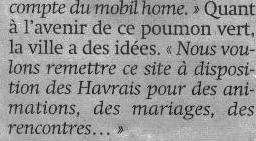 compte du mobil home. » Quant
à l'avenir de ce poumon vert,
la ville a des idées. « Nous vou-
lons remettre ce site à disposi-
tion des Havrais pour des ani-
mations, des mariages, des
rencontres… »